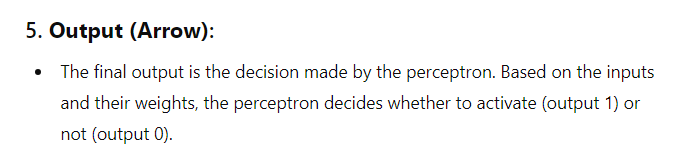 5. Output (Arrow):
• The final output is the decision made by the perceptron. Based on the inputs
and their weights, the perceptron decides whether to activate (output 1) or
not (output 0).